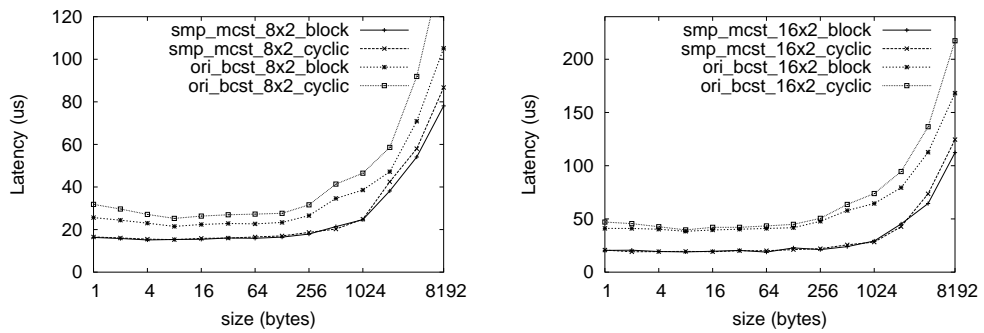 120
100
80
60
40
20
0
Latency (us)
smp_mcst_8x2_block
smp_mcst_8x2_cyclic
ori_bcst_8x2_block
ori_bcst_8x2_cyclic
1 4 16 64 256 1024 8192
size (bytes)
200
150
100
50
0
Latency (us)
smp_mcst_16x2_block
smp_mcst_16x2_cyclic
ori_bcst_16x2_block
ori_bcst_16x2_cyclic
1 4 16 64 256 1024 8192
size (bytes)